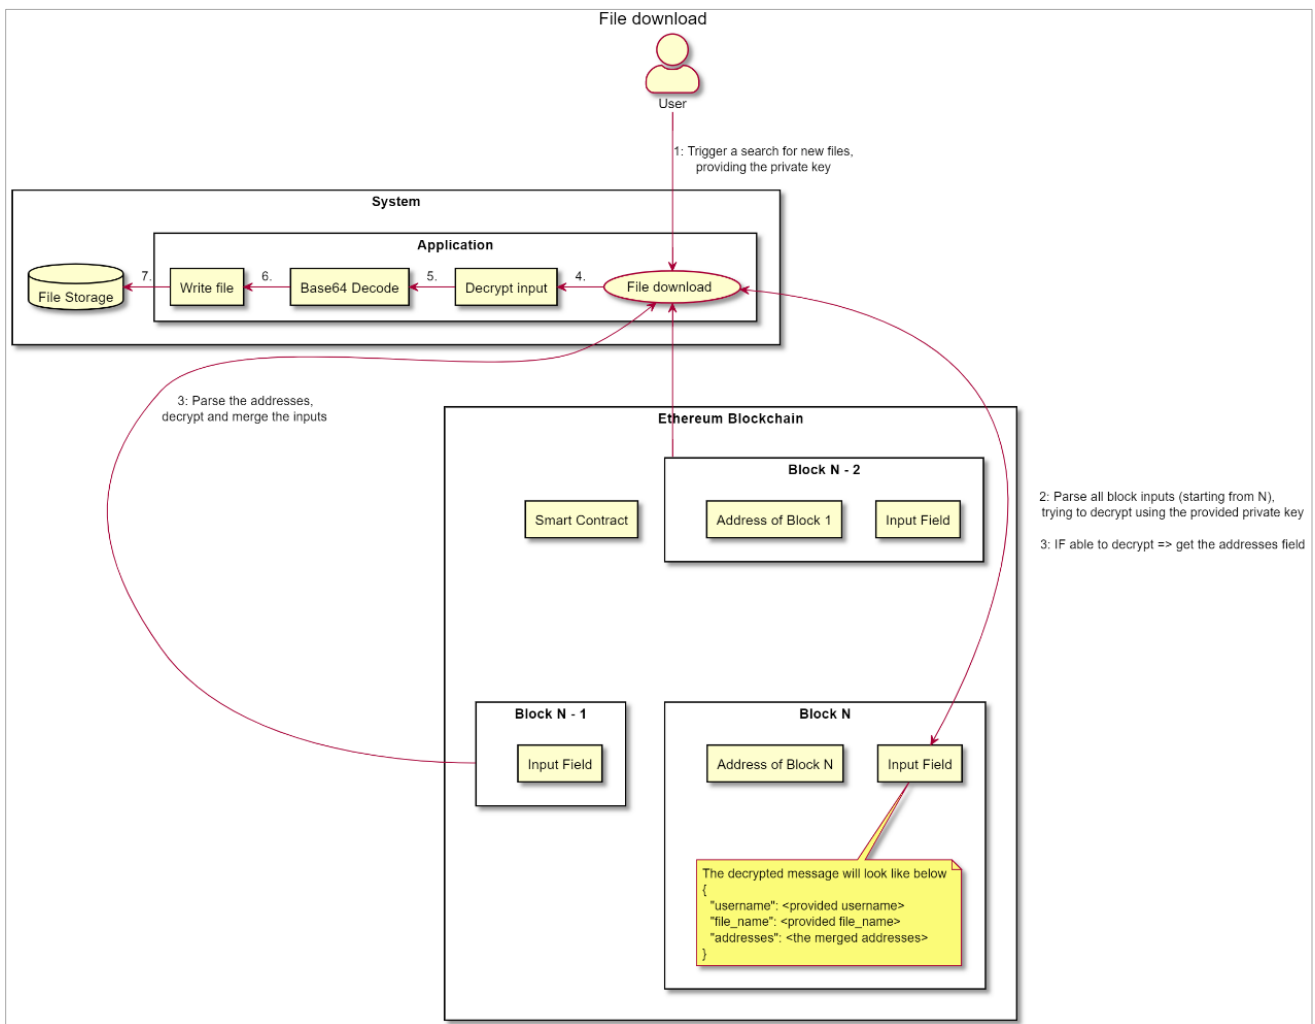 File download
User
1: Trigger a search for new files,
providing the private key
System
Application
File Storage
7.
Write file
6.
Base64 Decode
5.
Decrypt input
4.
File download
3: Parse the addresses,
decrypt and merge the inputs
Ethereum Blockchain
Block N - 2
Smart Contract
Address of Block 1
Input Field
2: Parse all block inputs (starting from N),
trying to decrypt using the provided private key
3: IF able to decrypt => get the addresses field
Block N - 1
Input Field
Block N
Address of Block N
Input Field
The decrypted message will look like below
{
"username": <provided username>
"file_name": <provided file_name>
"addresses": <the merged addresses>
}